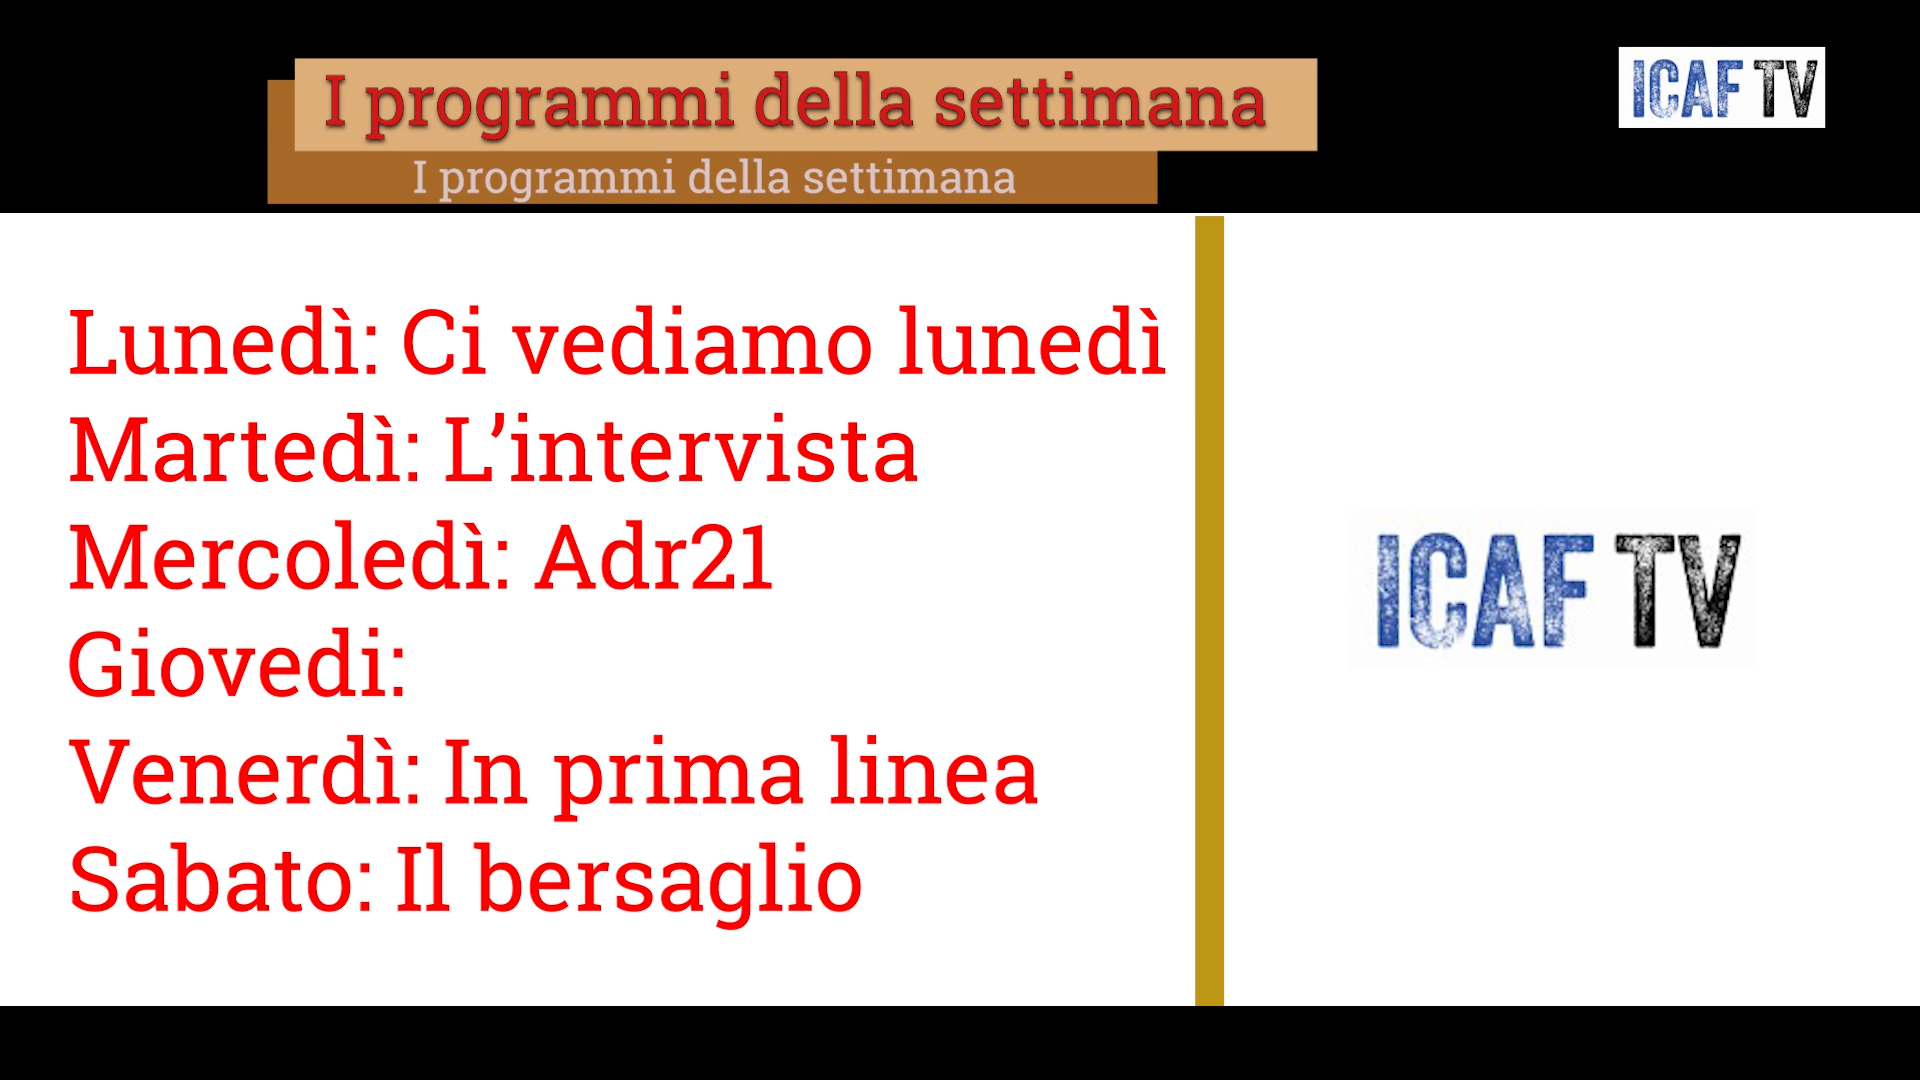 I programmi della settimana
ICAF TV
I programmi della settimana
Lunedì: Ci vediamo lunedì
Martedì: L’intervista
Mercoledì: Adr21
Giovedi:
Venerdì: In prima linea
Sabato: Il bersaglio
ICAF TV